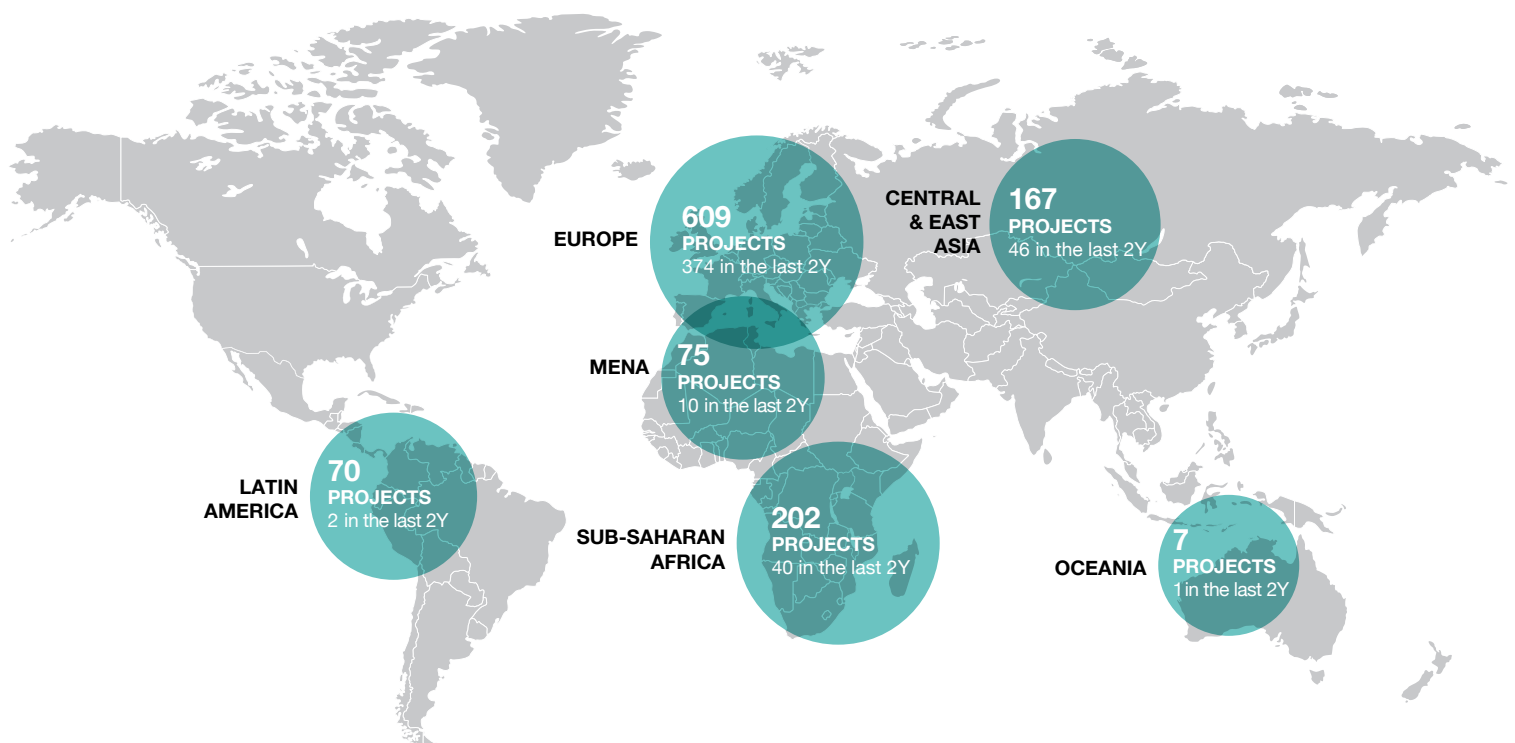 EUROPE
609
PROJECTS
374 in the last 2Y
CENTRAL
& EAST
ASIA
167
PROJECTS
46 in the last 2Y
MENA
75
PROJECTS
10 in the last 2Y
LATIN
AMERICA
70
PROJECTS
2 in the last 2Y
SUB-SAHARAN
AFRICA
202
PROJECTS
40 in the last 2Y
OCEANIA
7
PROJECTS
1 in the last 2Y